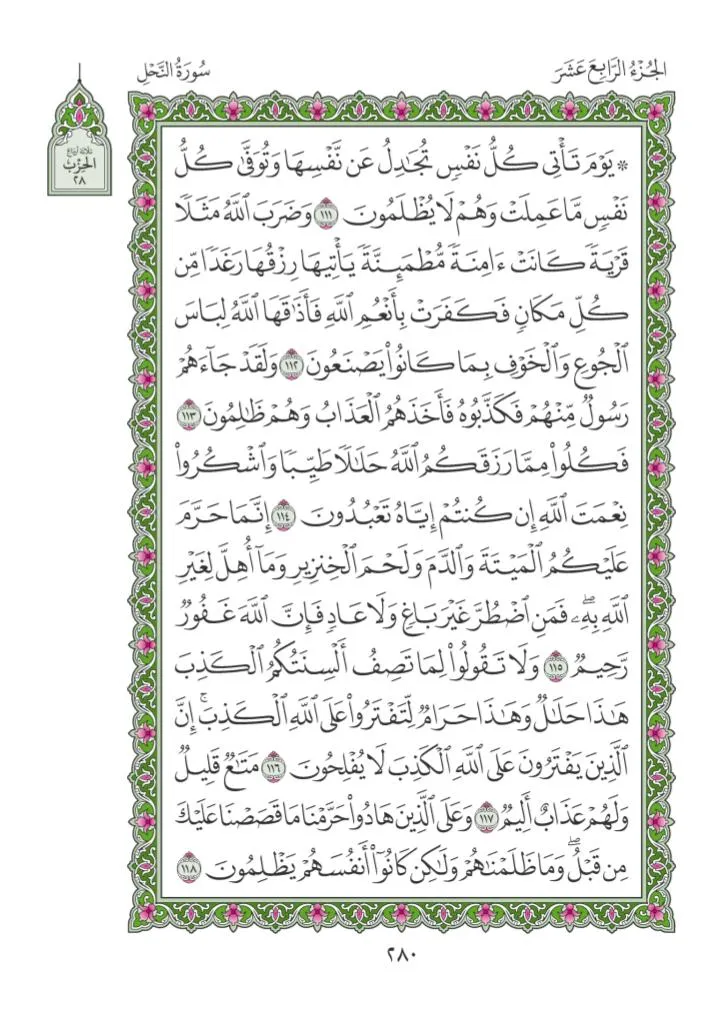 الجُزْءُ الرَّابِعَ عَشَرَ
سُورَةُ النَّحْلِ
ثلاثة أرباع
الحِزْب
٢٨
۞ يَوۡمَ تَأۡتِي كُلُّ نَفۡسٖ تُجَٰدِلُ عَن نَّفۡسِهَا وَتُوَفَّىٰ كُلُّ
نَفۡسٖ مَّا عَمِلَتۡ وَهُمۡ لَا يُظۡلَمُونَ ١١١ وَضَرَبَ ٱللَّهُ مَثَلٗا
قَرۡيَةٗ كَانَتۡ ءَامِنَةٗ مُّطۡمَئِنَّةٗ يَأۡتِيهَا رِزۡقُهَا رَغَدٗا مِّن
كُلِّ مَكَانٖ فَكَفَرَتۡ بِأَنۡعُمِ ٱللَّهِ فَأَذَٰقَهَا ٱللَّهُ لِبَاسَ
ٱلۡجُوعِ وَٱلۡخَوۡفِ بِمَا كَانُواْ يَصۡنَعُونَ ١١٢ وَلَقَدۡ جَآءَهُمۡ
رَسُولٞ مِّنۡهُمۡ فَكَذَّبُوهُ فَأَخَذَهُمُ ٱلۡعَذَابُ وَهُمۡ ظَٰلِمُونَ ١١٣
فَكُلُواْ مِمَّا رَزَقَكُمُ ٱللَّهُ حَلَٰلٗا طَيِّبٗا وَٱشۡكُرُواْ
نِعۡمَتَ ٱللَّهِ إِن كُنتُمۡ إِيَّاهُ تَعۡبُدُونَ ١١٤ إِنَّمَا حَرَّمَ
عَلَيۡكُمُ ٱلۡمَيۡتَةَ وَٱلدَّمَ وَلَحۡمَ ٱلۡخِنزِيرِ وَمَآ أُهِلَّ لِغَيۡرِ
ٱللَّهِ بِهِۦۖ فَمَنِ ٱضۡطُرَّ غَيۡرَ بَاغٖ وَلَا عَادٖ فَإِنَّ ٱللَّهَ غَفُورٞ
رَّحِيمٞ ١١٥ وَلَا تَقُولُواْ لِمَا تَصِفُ أَلۡسِنَتُكُمُ ٱلۡكَذِبَ
هَٰذَا حَلَٰلٞ وَهَٰذَا حَرَامٞ لِّتَفۡتَرُواْ عَلَى ٱللَّهِ ٱلۡكَذِبَۚ إِنَّ
ٱلَّذِينَ يَفۡتَرُونَ عَلَى ٱللَّهِ ٱلۡكَذِبَ لَا يُفۡلِحُونَ ١١٦ مَتَٰعٞ قَلِيلٞ
وَلَهُمۡ عَذَابٌ أَلِيمٞ ١١٧ وَعَلَى ٱلَّذِينَ هَادُواْ حَرَّمۡنَا مَا قَصَصۡنَا عَلَيۡكَ
مِن قَبۡلُۖ وَمَا ظَلَمۡنَٰهُمۡ وَلَٰكِن كَانُوٓاْ أَنفُسَهُمۡ يَظۡلِمُونَ ١١٨
٢٨٠